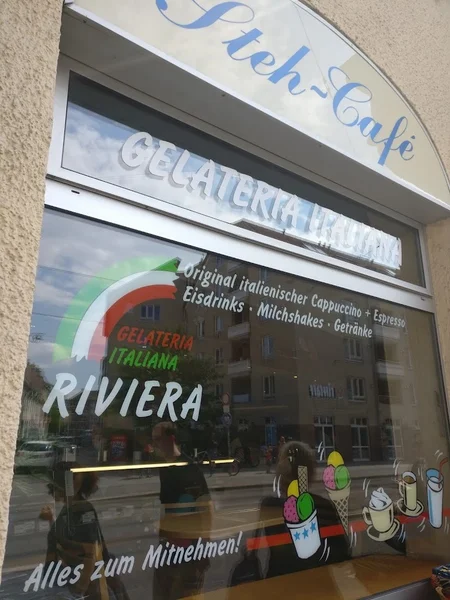 Steh-Café
GELATERIA ITALIANA
Original italienischer Cappuccino + Espresso
Eisdrinks · Milchshakes · Getränke
GELATERIA
ITALIANA
RIVIERA
Alles zum Mitnehmen!